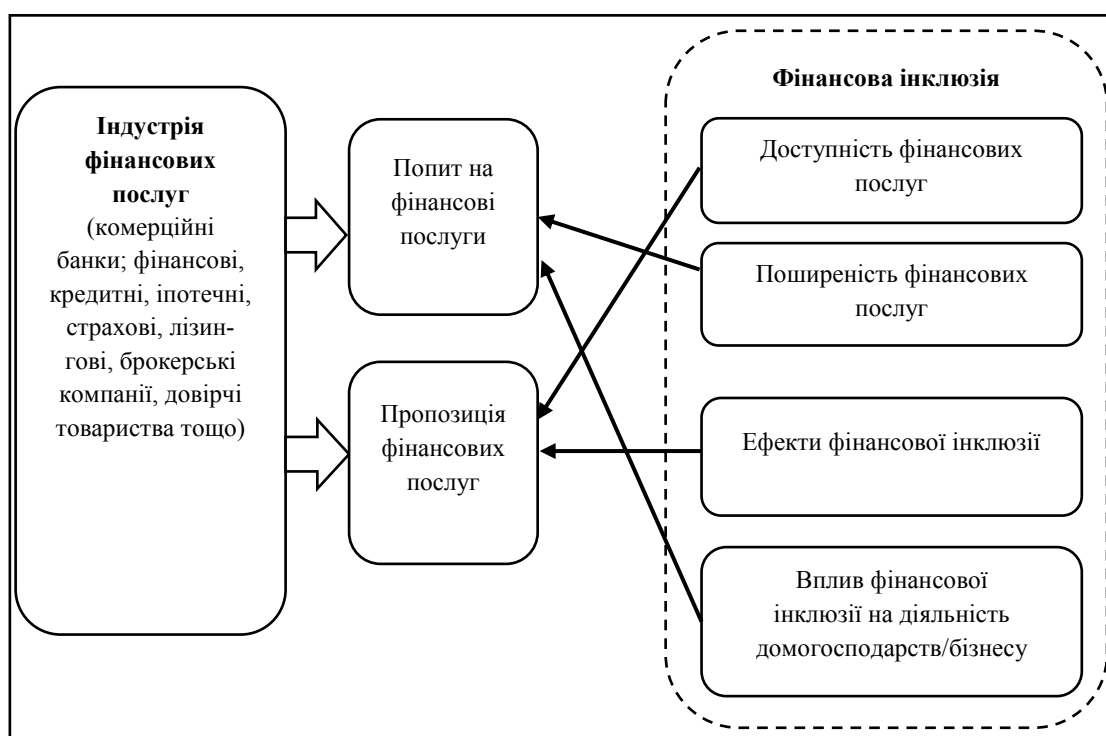 Індустрія
фінансових
послуг
(комерційні
банки; фінансові,
кредитні, іпотечні,
страхові, лізин-
гові, брокерські
компанії, довірчі
товариства тощо)
Попит на
фінансові
послуги
Пропозиція
фінансових
послуг
Фінансова інклюзія
Доступність фінансових
послуг
Поширеність фінансових
послуг
Ефекти фінансової інклюзії
Вплив фінансової
інклюзії на діяльність
домогосподарств/бізнесу